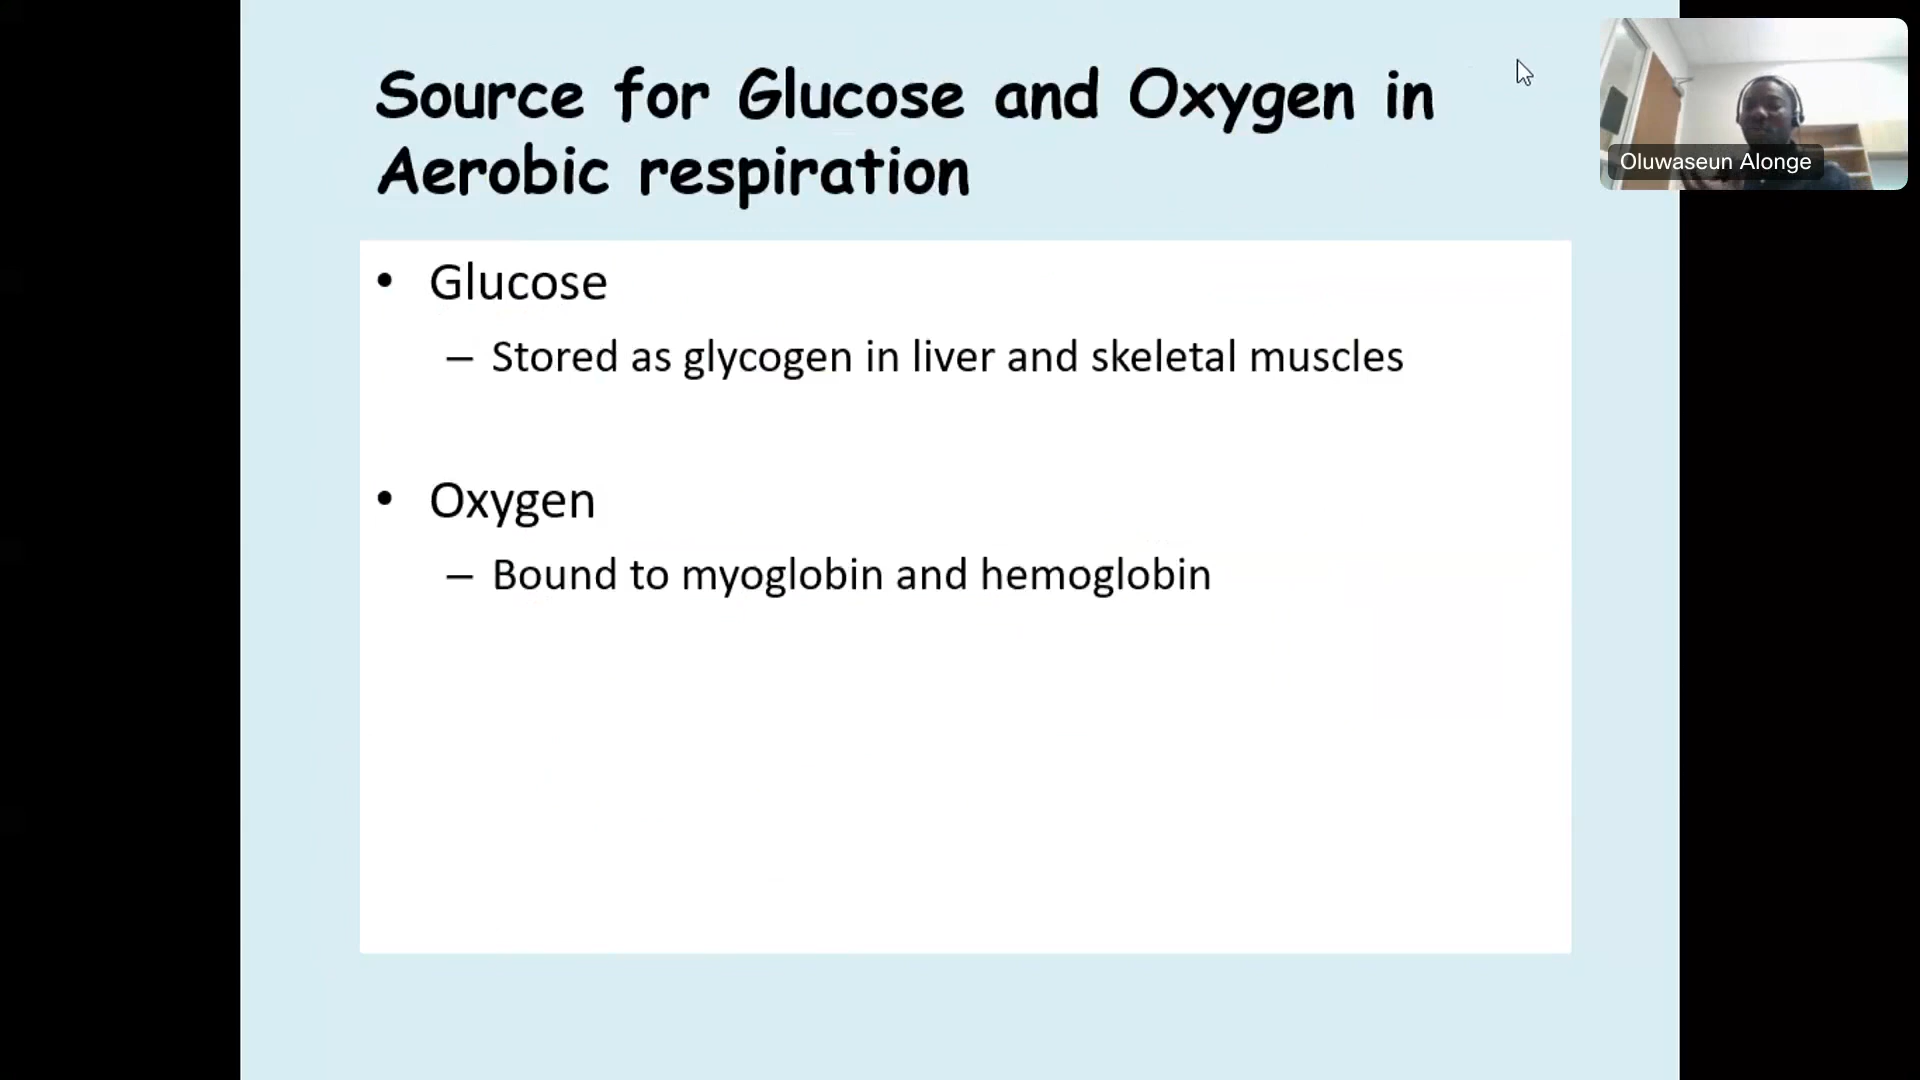 Source for Glucose and Oxygen in
Aerobic respiration
Oluwaseun Alonge
• Glucose
– Stored as glycogen in liver and skeletal muscles
• Oxygen
– Bound to myoglobin and hemoglobin